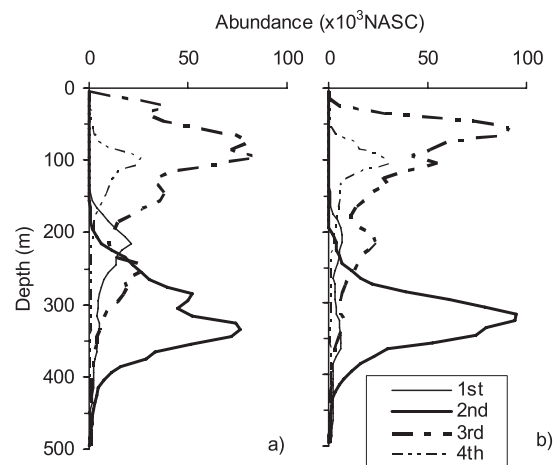 Abundance (x10³NASC)
0 50 100 0 50 100
0
100
200
300
400
500
Depth (m)
1st
2nd
3rd
4th
a) b)